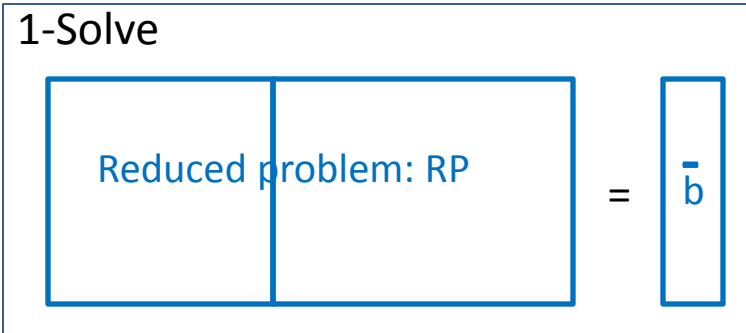 1-Solve
Reduced problem: RP
=
b̄